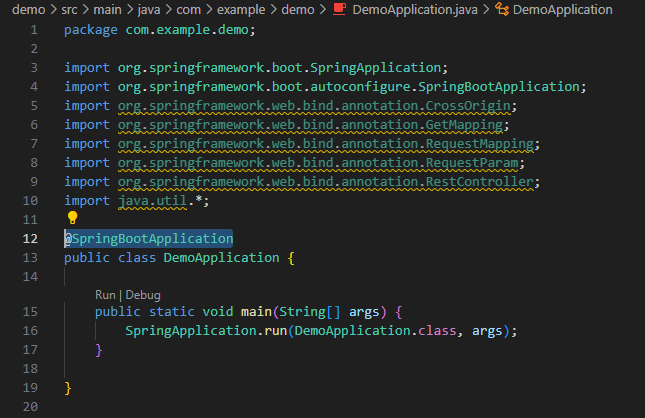 demo > src > main > java > com > example > demo > DemoApplication.java > DemoApplication
1 package com.example.demo;
2
3 import org.springframework.boot.SpringApplication;
4 import org.springframework.boot.autoconfigure.SpringBootApplication;
5 import org.springframework.web.bind.annotation.CrossOrigin;
6 import org.springframework.web.bind.annotation.GetMapping;
7 import org.springframework.web.bind.annotation.RequestMapping;
8 import org.springframework.web.bind.annotation.RequestParam;
9 import org.springframework.web.bind.annotation.RestController;
10 import java.util.*;
11
12 @SpringBootApplication
13 public class DemoApplication {
14
Run | Debug
15 public static void main(String[] args) {
16 SpringApplication.run(DemoApplication.class, args);
17 }
18
19 }
20